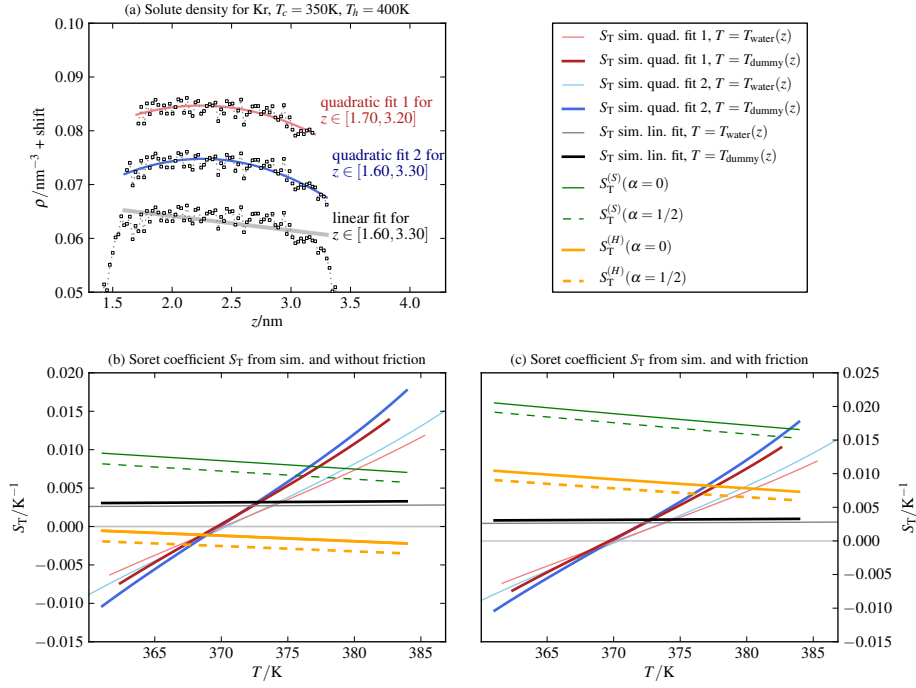 (a) Solute density for Kr, T_c = 350K, T_h = 400K
0.10
0.09
0.08
0.07
0.06
0.05
ρ/nm⁻³ + shift
quadratic fit 1 for
z ∈ [1.70,3.20]
quadratic fit 2 for
z ∈ [1.60,3.30]
linear fit for
z ∈ [1.60,3.30]
1.5 2.0 2.5 3.0 3.5 4.0
z/nm
S_T sim. quad. fit 1, T = T_water(z)
S_T sim. quad. fit 1, T = T_dummy(z)
S_T sim. quad. fit 2, T = T_water(z)
S_T sim. quad. fit 2, T = T_dummy(z)
S_T sim. lin. fit, T = T_water(z)
S_T sim. lin. fit, T = T_dummy(z)
S_T^(S)(α = 0)
S_T^(S)(α = 1/2)
S_T^(H)(α = 0)
S_T^(H)(α = 1/2)
(b) Soret coefficient S_T from sim. and without friction
0.020
0.015
0.010
0.005
0.000
−0.005
−0.010
−0.015
S_T/K⁻¹
365 370 375 380 385
T/K
(c) Soret coefficient S_T from sim. and with friction
0.025
0.020
0.015
0.010
0.005
0.000
−0.005
−0.010
−0.015
S_T/K⁻¹
365 370 375 380 385
T/K